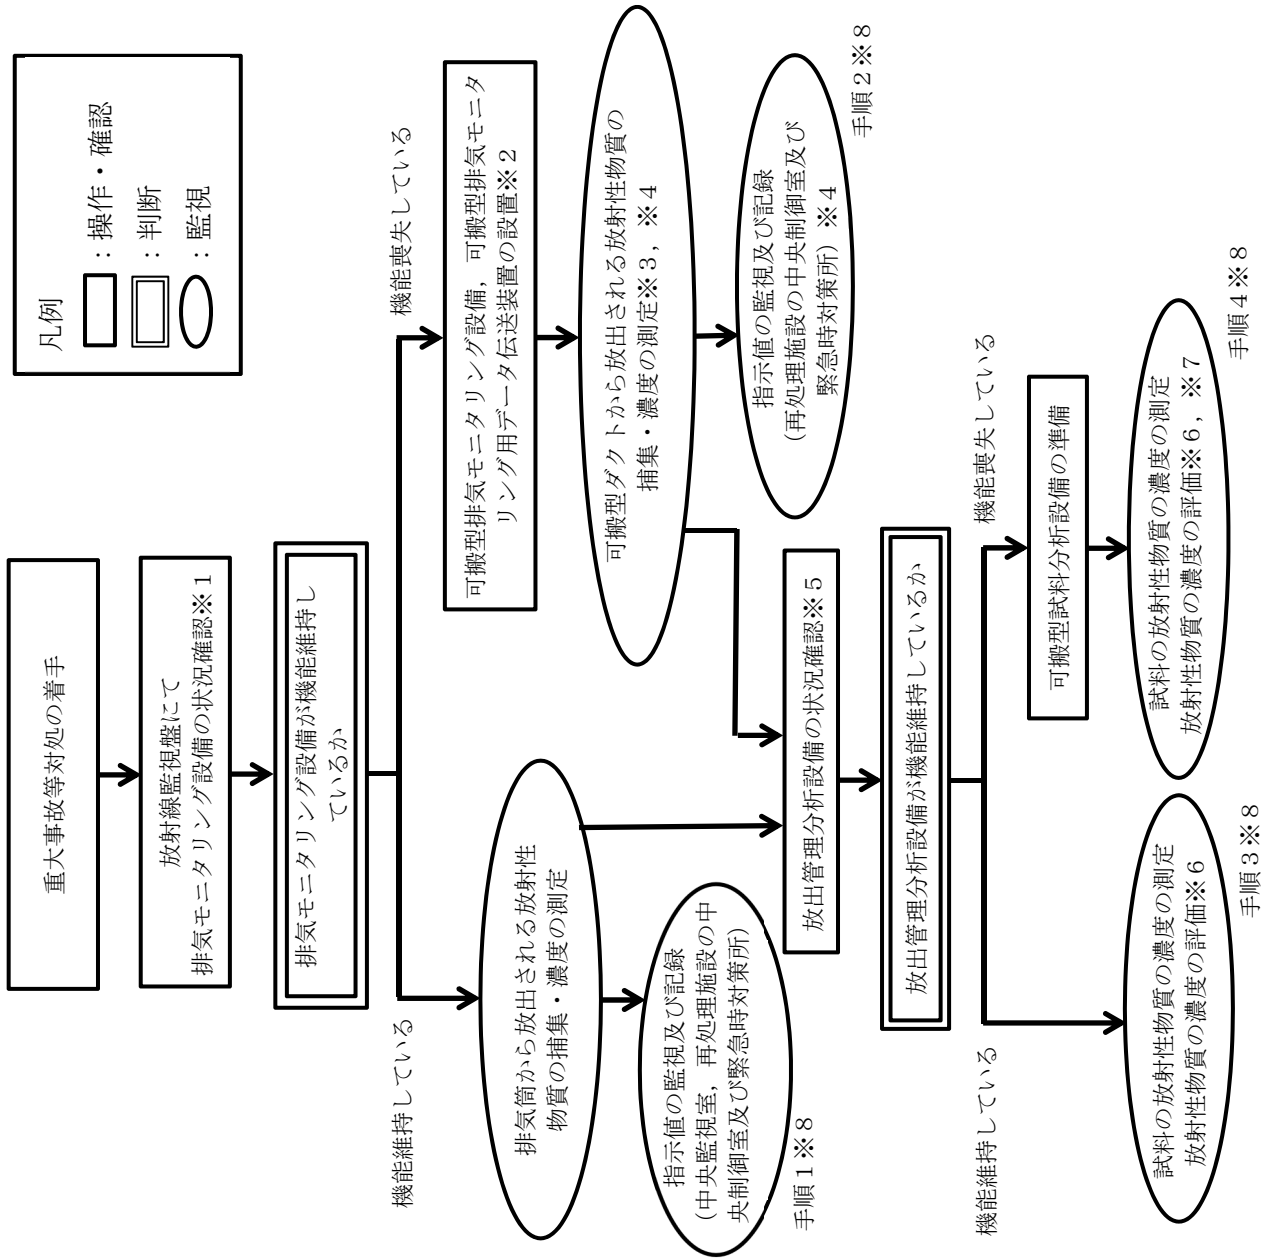 凡例
：操作・確認
：判断
：監視
重大事故等対処の着手
放射線監視盤にて
排気モニタリング設備の状況確認※１
排気モニタリング設備が機能維持し
ているか
機能維持している
機能喪失している
排気筒から放出される放射性
物質の捕集・濃度の測定
指示値の監視及び記録
（中央監視室，再処理施設の中
央制御室及び緊急時対策所）
手順１※８
可搬型排気モニタリング設備，可搬型排気モニタ
リング用データ伝送装置の設置※２
可搬型ダクトから放出される放射性物質の
捕集・濃度の測定※３，※４
指示値の監視及び記録
（再処理施設の中央制御室及び
緊急時対策所）※４
手順２※８
放出管理分析設備の状況確認※５
放出管理分析設備が機能維持しているか
機能維持している
機能喪失している
試料の放射性物質の濃度の測定
放射性物質の濃度の評価※６
手順３※８
可搬型試料分析設備の準備
試料の放射性物質の濃度の測定
放射性物質の濃度の評価※６，※７
手順４※８